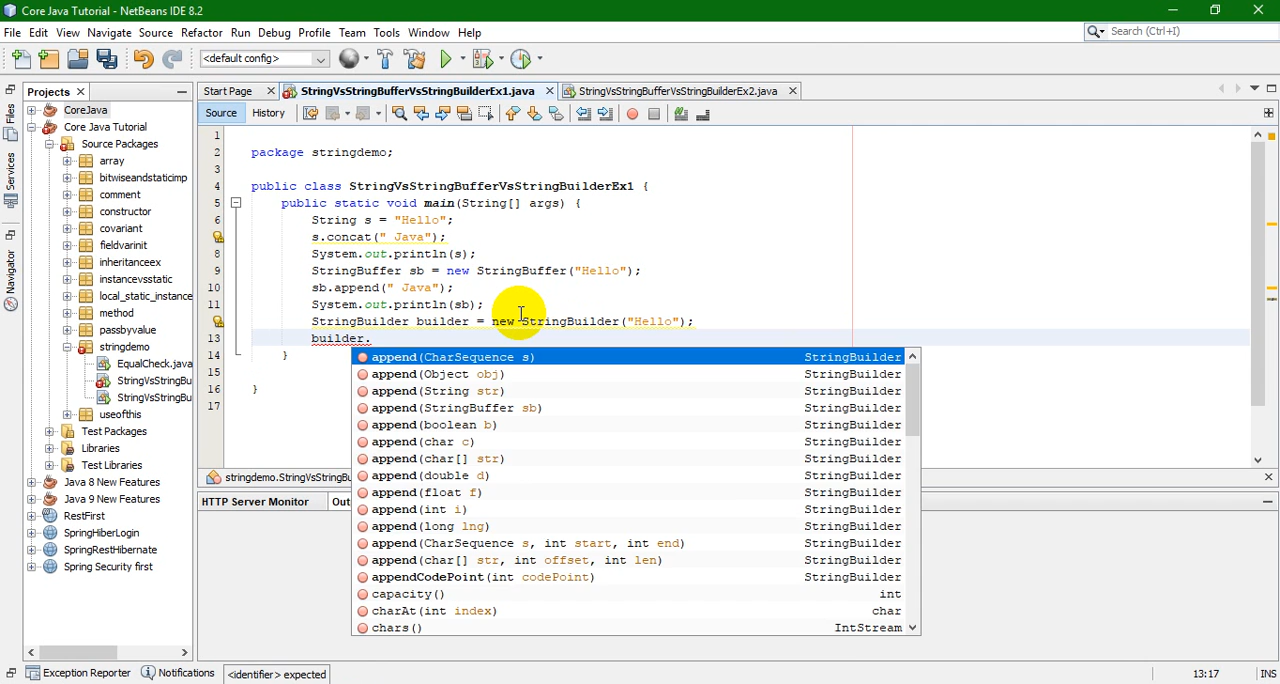 Core Java Tutorial - NetBeans IDE 8.2
File Edit View Navigate Source Refactor Run Debug Profile Team Tools Window Help
Search (Ctrl+I)
<default config>
Projects
Start Page
StringVsStringBufferVsStringBuilderEx1.java
StringVsStringBufferVsStringBuilderEx2.java
Source History
Files
Services
Navigator
CoreJava
Core Java Tutorial
Source Packages
array
bitwiseandstaticimp
comment
constructor
covariant
fieldvarinit
inheritanceex
instancevsstatic
local_static_instance
method
passbyvalue
stringdemo
EqualCheck.java
StringVsStringBu
StringVsStringBu
useofthis
Test Packages
Libraries
Test Libraries
Java 8 New Features
Java 9 New Features
RestFirst
SpringHiberLogin
SpringRestHibernate
Spring Security first
1
2 package stringdemo;
3
4 public class StringVsStringBufferVsStringBuilderEx1 {
5 public static void main(String[] args) {
6 String s = "Hello";
s.concat(" Java");
8 System.out.println(s);
9 StringBuffer sb = new StringBuffer("Hello");
10 sb.append(" Java");
11 System.out.println(sb);
StringBuilder builder = new StringBuilder("Hello");
13 builder.
14 }
15
16 }
17
append(CharSequence s) StringBuilder
append(Object obj) StringBuilder
append(String str) StringBuilder
append(StringBuffer sb) StringBuilder
append(boolean b) StringBuilder
append(char c) StringBuilder
append(char[] str) StringBuilder
append(double d) StringBuilder
append(float f) StringBuilder
append(int i) StringBuilder
append(long lng) StringBuilder
append(CharSequence s, int start, int end) StringBuilder
append(char[] str, int offset, int len) StringBuilder
appendCodePoint(int codePoint) StringBuilder
capacity() int
charAt(int index) char
chars() IntStream
stringdemo.StringVsStringBu
HTTP Server Monitor
Out
Exception Reporter
Notifications
<identifier> expected
13:17
INS